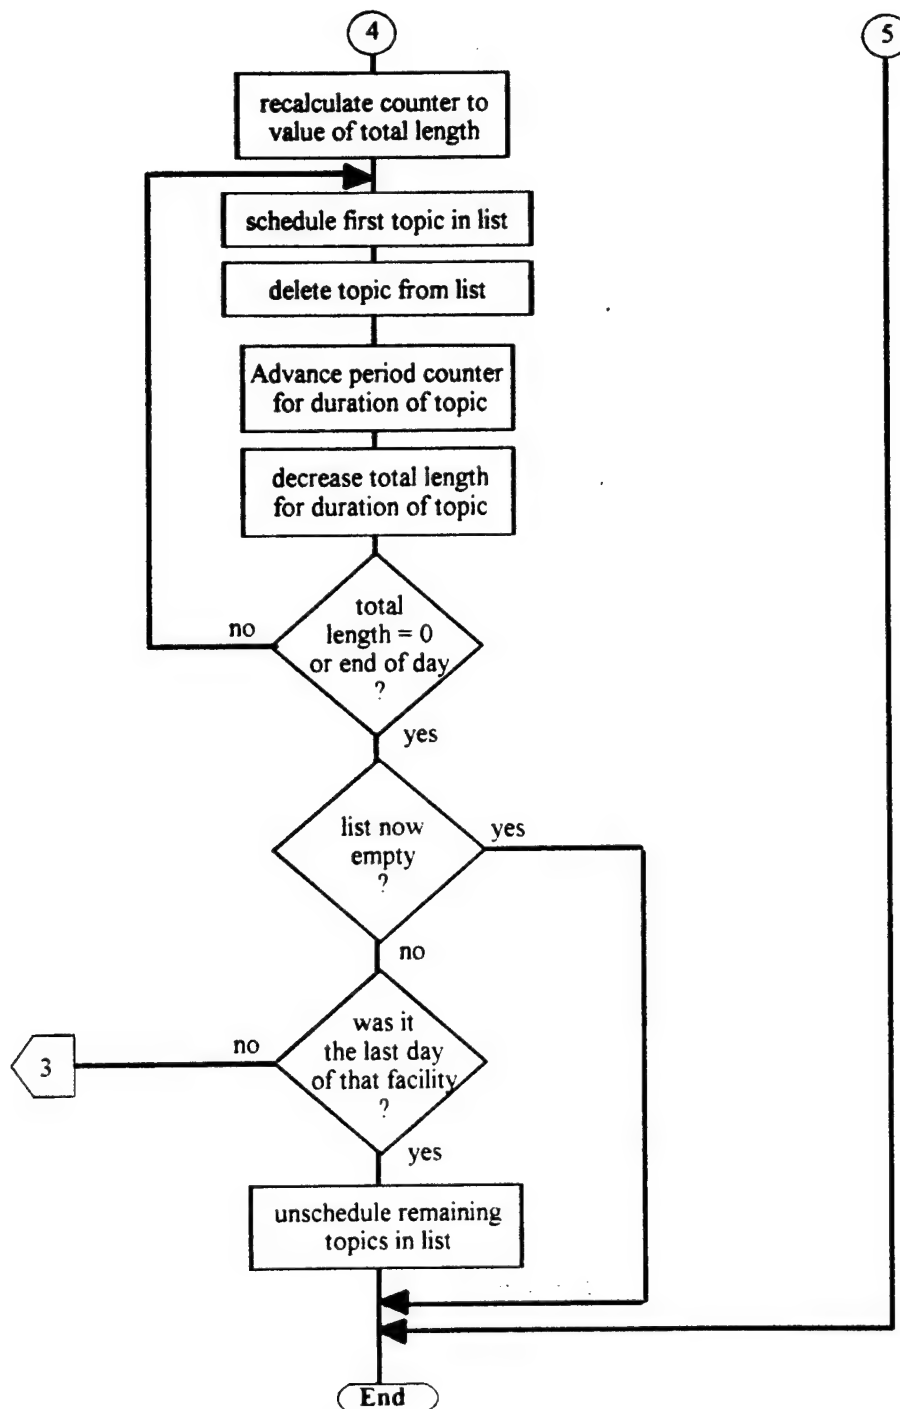 4
5
recalculate counter to
value of total length
schedule first topic in list
delete topic from list
Advance period counter
for duration of topic
decrease total length
for duration of topic
total
length = 0
or end of day
?
no
yes
list now
empty
?
yes
no
was it
the last day
of that facility
?
no
3
yes
unschedule remaining
topics in list
End